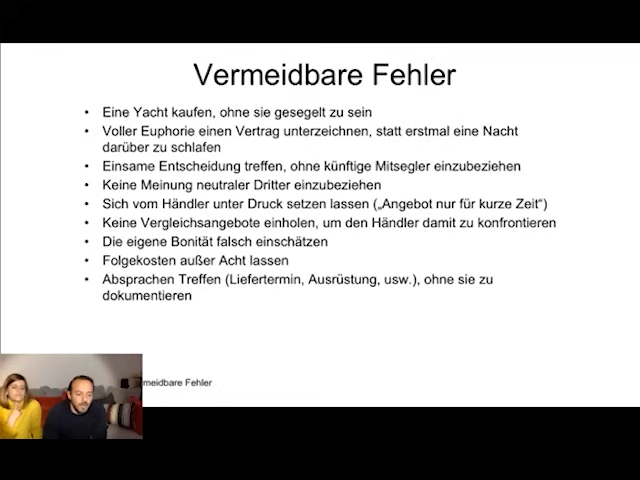 Vermeidbare Fehler
• Eine Yacht kaufen, ohne sie gesegelt zu sein
• Voller Euphorie einen Vertrag unterzeichnen, statt erstmal eine Nacht
darüber zu schlafen
• Einsame Entscheidung treffen, ohne künftige Mitsegler einzubeziehen
• Keine Meinung neutraler Dritter einzubeziehen
• Sich vom Händler unter Druck setzen lassen („Angebot nur für kurze Zeit“)
• Keine Vergleichsangebote einholen, um den Händler damit zu konfrontieren
• Die eigene Bonität falsch einschätzen
• Folgekosten außer Acht lassen
• Absprachen Treffen (Liefertermin, Ausrüstung, usw.), ohne sie zu
dokumentieren
meidbare Fehler